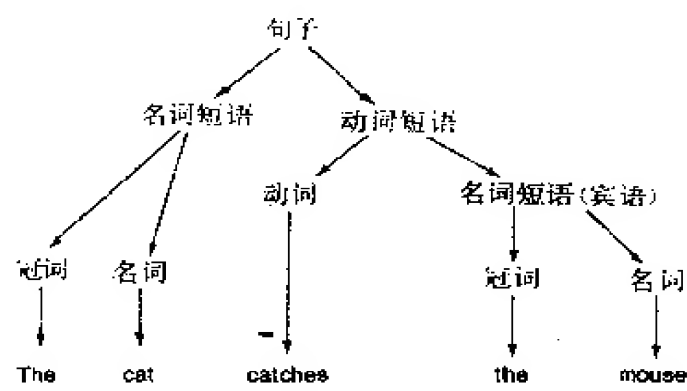 句子
名词短语 动词短语
动词 名词短语(宾语)
冠词 名词 冠词 名词
The cat catches the mouse